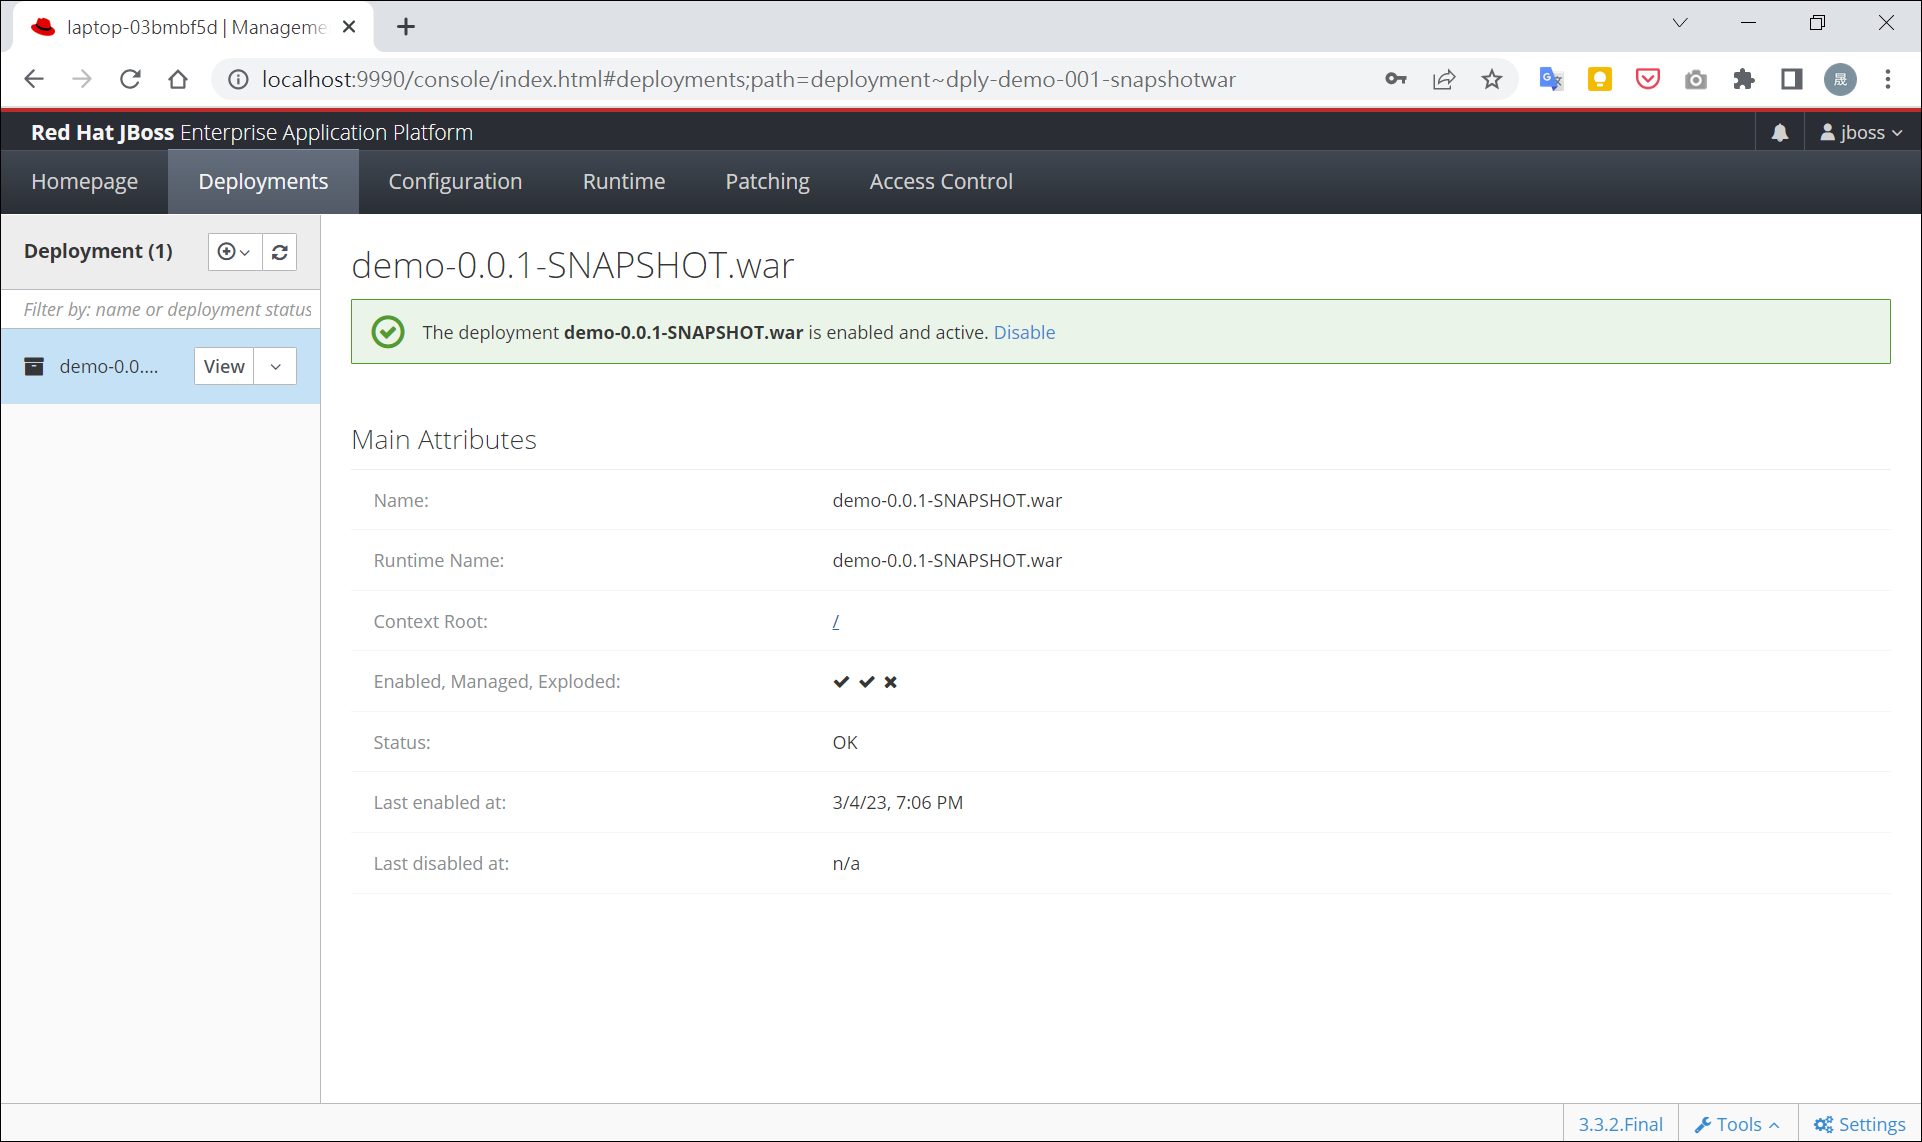 laptop-03bmbf5d | Manageme
localhost:9990/console/index.html#deployments;path=deployment~dply-demo-001-snapshotwar
晟
Red Hat JBoss Enterprise Application Platform
jboss
Homepage
Deployments
Configuration
Runtime
Patching
Access Control
Deployment (1)
Filter by: name or deployment status
demo-0.0....
View
demo-0.0.1-SNAPSHOT.war
The deployment demo-0.0.1-SNAPSHOT.war is enabled and active. Disable
Main Attributes
Name: demo-0.0.1-SNAPSHOT.war
Runtime Name: demo-0.0.1-SNAPSHOT.war
Context Root: /
Enabled, Managed, Exploded:
Status: OK
Last enabled at: 3/4/23, 7:06 PM
Last disabled at: n/a
3.3.2.Final
Tools
Settings